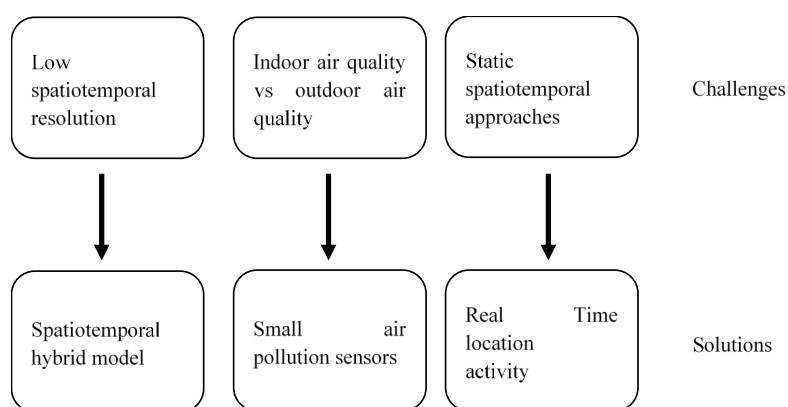 Low
spatiotemporal
resolution
Indoor air quality
vs outdoor air
quality
Static
spatiotemporal
approaches
Challenges
Spatiotemporal
hybrid model
Small air
pollution sensors
Real Time
location
activity
Solutions